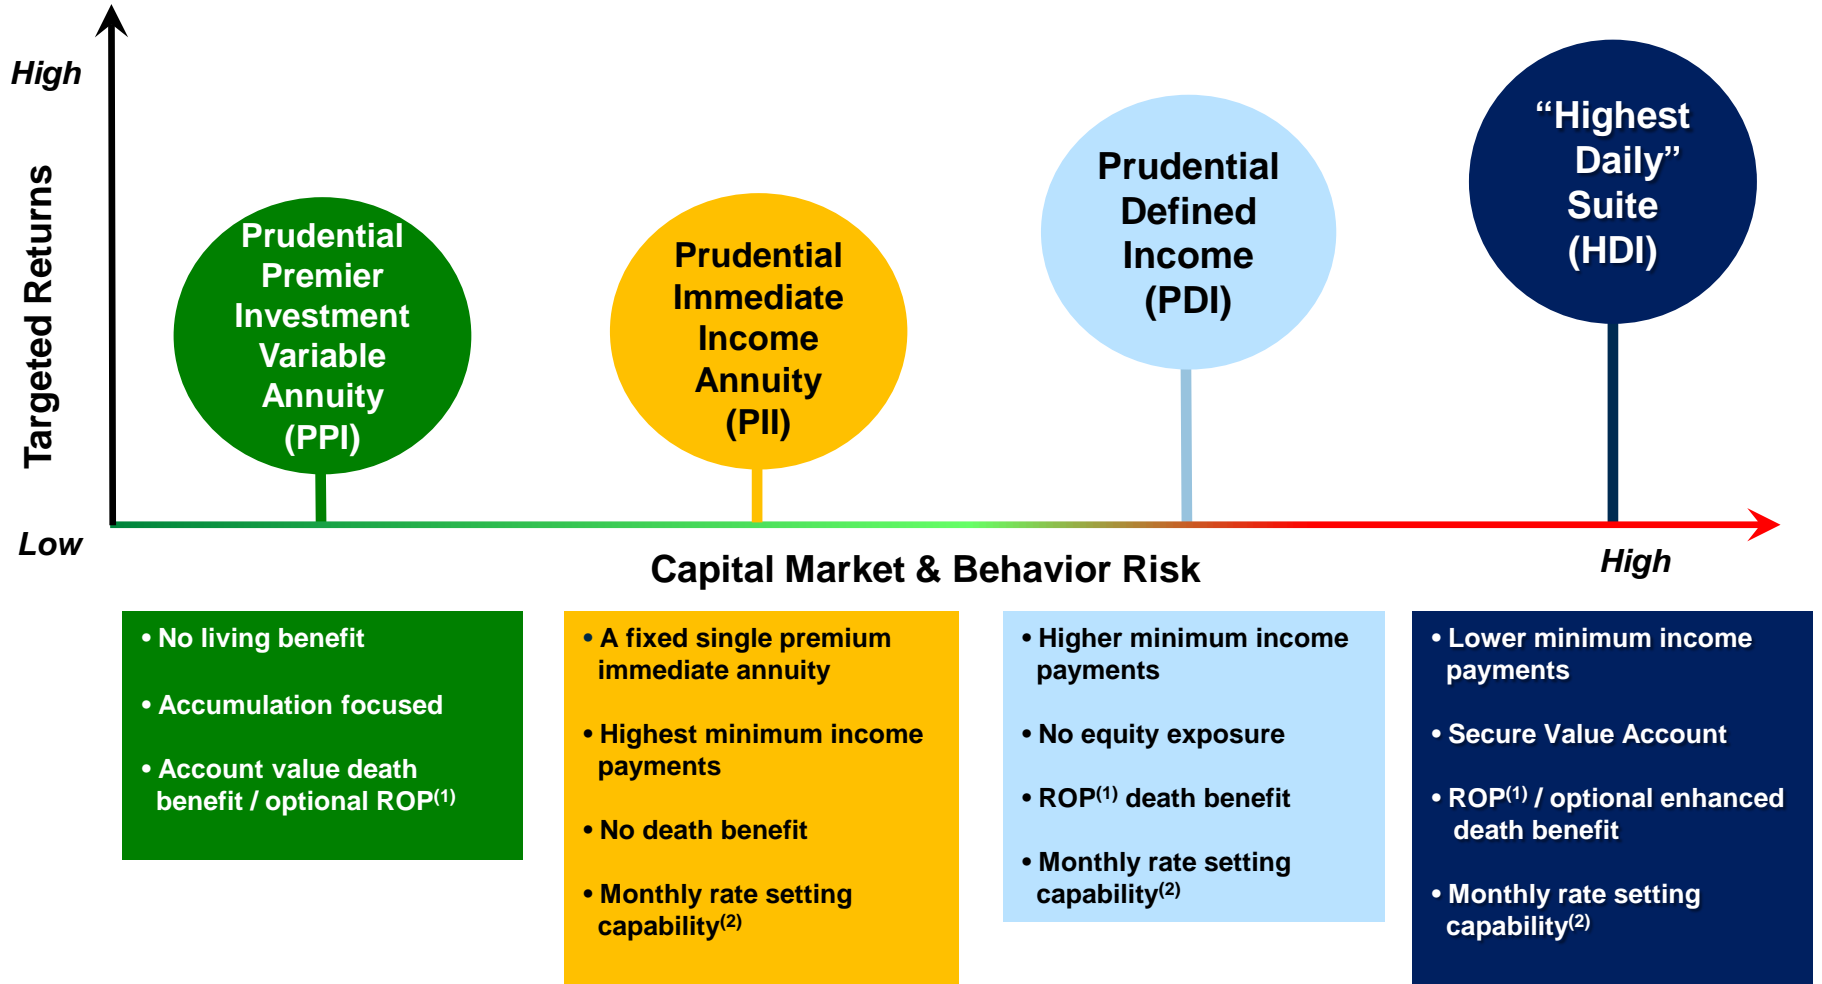 High
Targeted Returns
Low
Prudential
Premier
Investment
Variable
Annuity
(PPI)
Prudential
Immediate
Income
Annuity
(PII)
Prudential
Defined
Income
(PDI)
“Highest
Daily”
Suite
(HDI)
Capital Market & Behavior Risk
High
• No living benefit
• Accumulation focused
• Account value death
benefit / optional ROP(1)
• A fixed single premium
immediate annuity
• Highest minimum income
payments
• No death benefit
• Monthly rate setting
capability(2)
• Higher minimum income
payments
• No equity exposure
• ROP(1) death benefit
• Monthly rate setting
capability(2)
• Lower minimum income
payments
• Secure Value Account
• ROP(1) / optional enhanced
death benefit
• Monthly rate setting
capability(2)